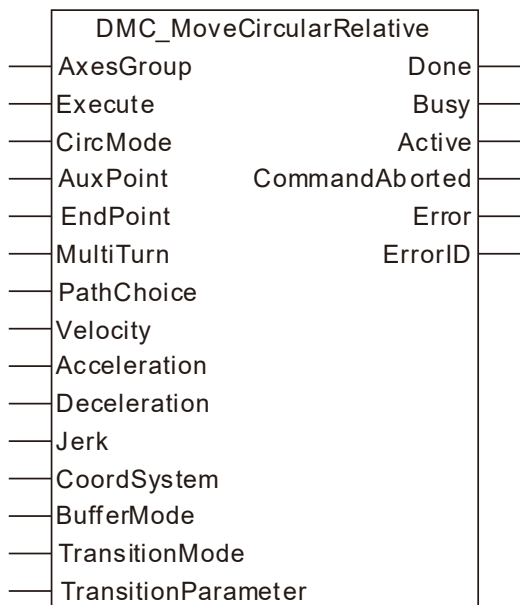 DMC_MoveCircularRelative
AxesGroup Done
Execute Busy
CircMode Active
AuxPoint CommandAborted
EndPoint Error
MultiTurn ErrorID
PathChoice
Velocity
Acceleration
Deceleration
Jerk
CoordSystem
BufferMode
TransitionMode
TransitionParameter